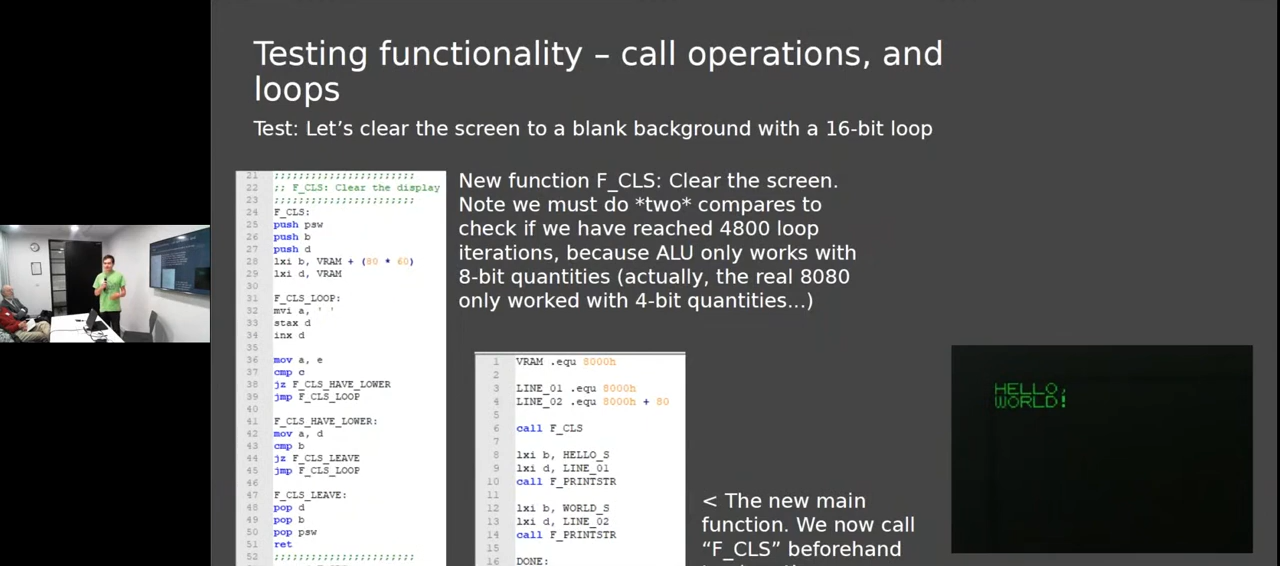 Testing functionality – call operations, and
loops
Test: Let's clear the screen to a blank background with a 16-bit loop
21 ;;;;;;;;;;;;;;;;;;;;;;;
22 ;; F_CLS: Clear the display
23 ;;;;;;;;;;;;;;;;;;;;;;;
24 F_CLS:
25 push psw
26 push b
27 push d
28 lxi b, VRAM + (80 * 60)
29 lxi d, VRAM
30
31 F_CLS_LOOP:
32 mvi a, ' '
33 stax d
34 inx d
35
36 mov a, e
37 cmp c
38 jz F_CLS_HAVE_LOWER
39 jmp F_CLS_LOOP
40
41 F_CLS_HAVE_LOWER:
42 mov a, d
43 cmp b
44 jz F_CLS_LEAVE
45 jmp F_CLS_LOOP
46
47 F_CLS_LEAVE:
48 pop d
49 pop b
50 pop psw
51 ret
52 ;;;;;;;;;;;;;;;;;;;;;;;
New function F_CLS: Clear the screen.
Note we must do *two* compares to
check if we have reached 4800 loop
iterations, because ALU only works with
8-bit quantities (actually, the real 8080
only worked with 4-bit quantities...)
1 VRAM .equ 8000h
2
3 LINE_01 .equ 8000h
4 LINE_02 .equ 8000h + 80
5
6 call F_CLS
7
8 lxi b, HELLO_S
9 lxi d, LINE_01
10 call F_PRINTSTR
11
12 lxi b, WORLD_S
13 lxi d, LINE_02
14 call F_PRINTSTR
15
16 DONE:
< The new main
function. We now call
“F_CLS” beforehand
HELLO,
WORLD!